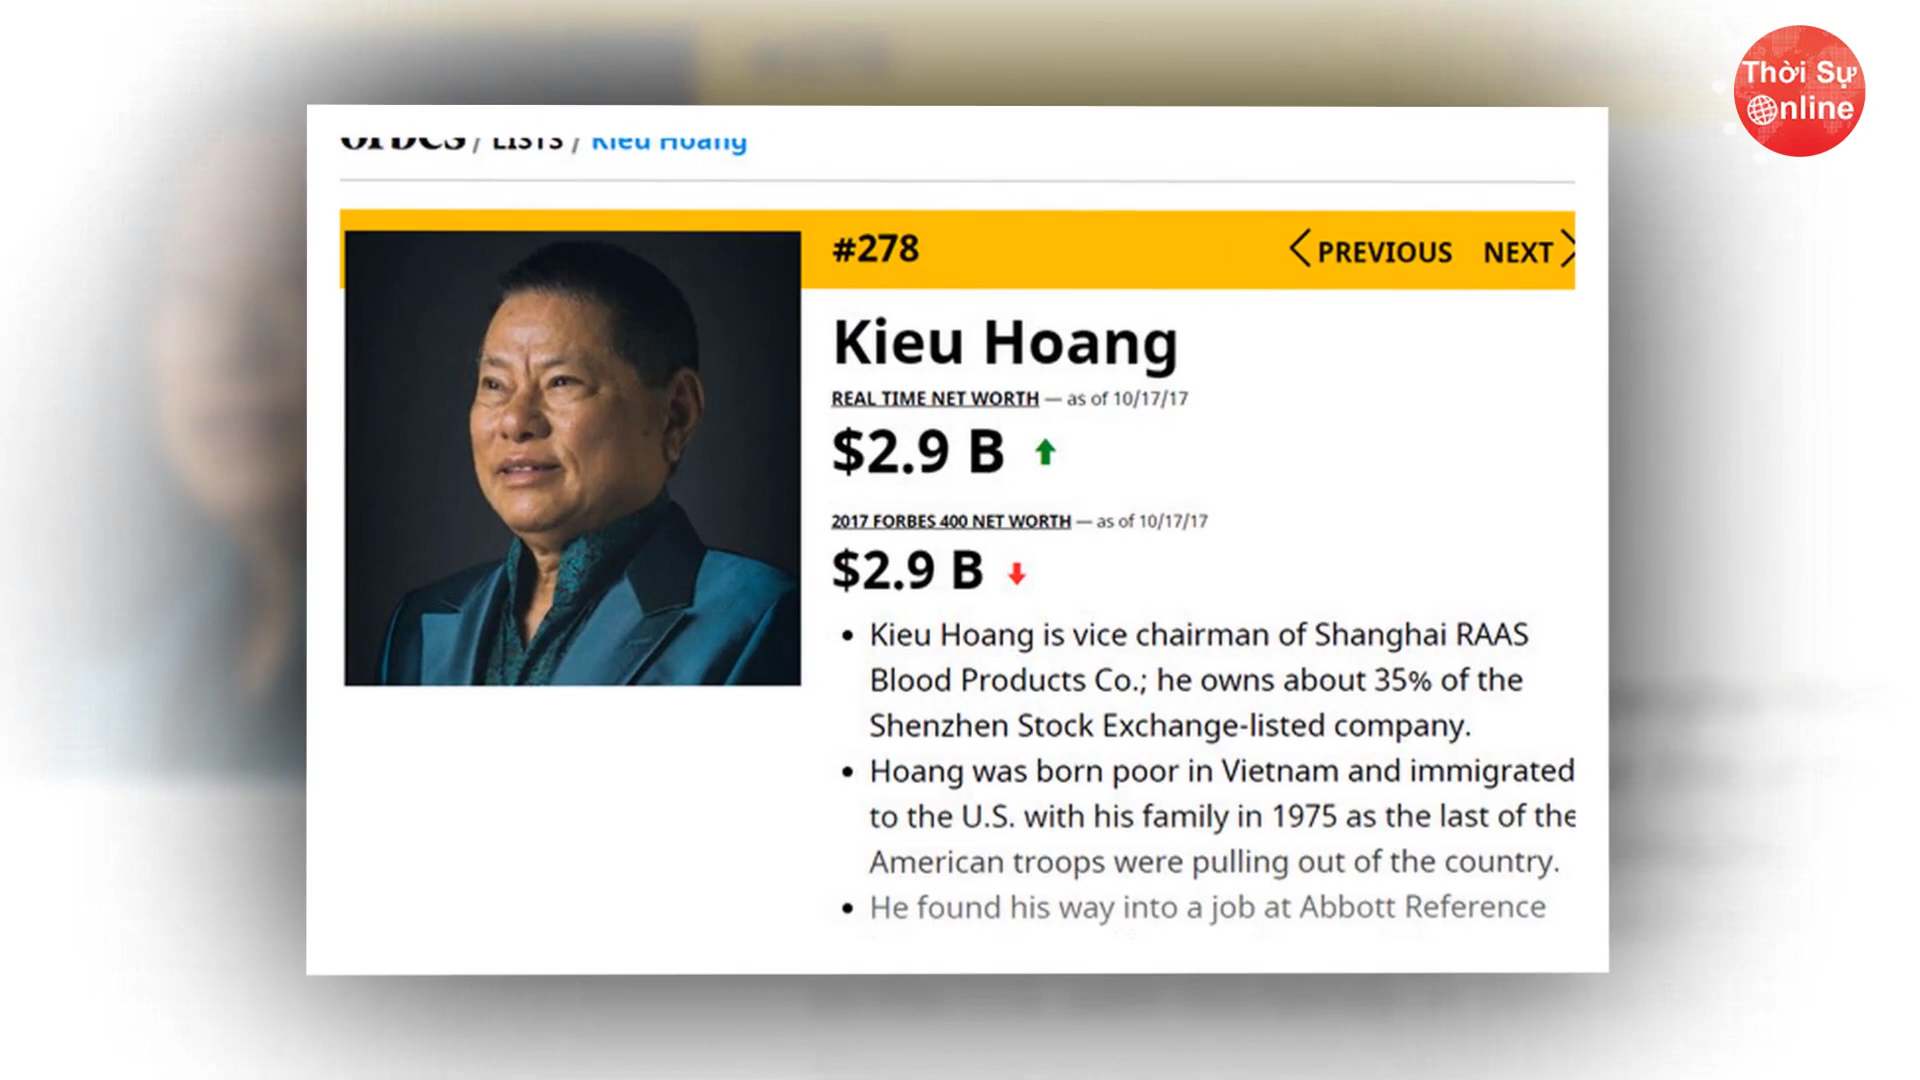 Thời Sự
Online
/ LISTS / Kieu Hoang
#278
PREVIOUS NEXT
Kieu Hoang
REAL TIME NET WORTH — as of 10/17/17
$2.9 B
2017 FORBES 400 NET WORTH — as of 10/17/17
$2.9 B
• Kieu Hoang is vice chairman of Shanghai RAAS
Blood Products Co.; he owns about 35% of the
Shenzhen Stock Exchange-listed company.
• Hoang was born poor in Vietnam and immigrated
to the U.S. with his family in 1975 as the last of the
American troops were pulling out of the country.
• He found his way into a job at Abbott Reference